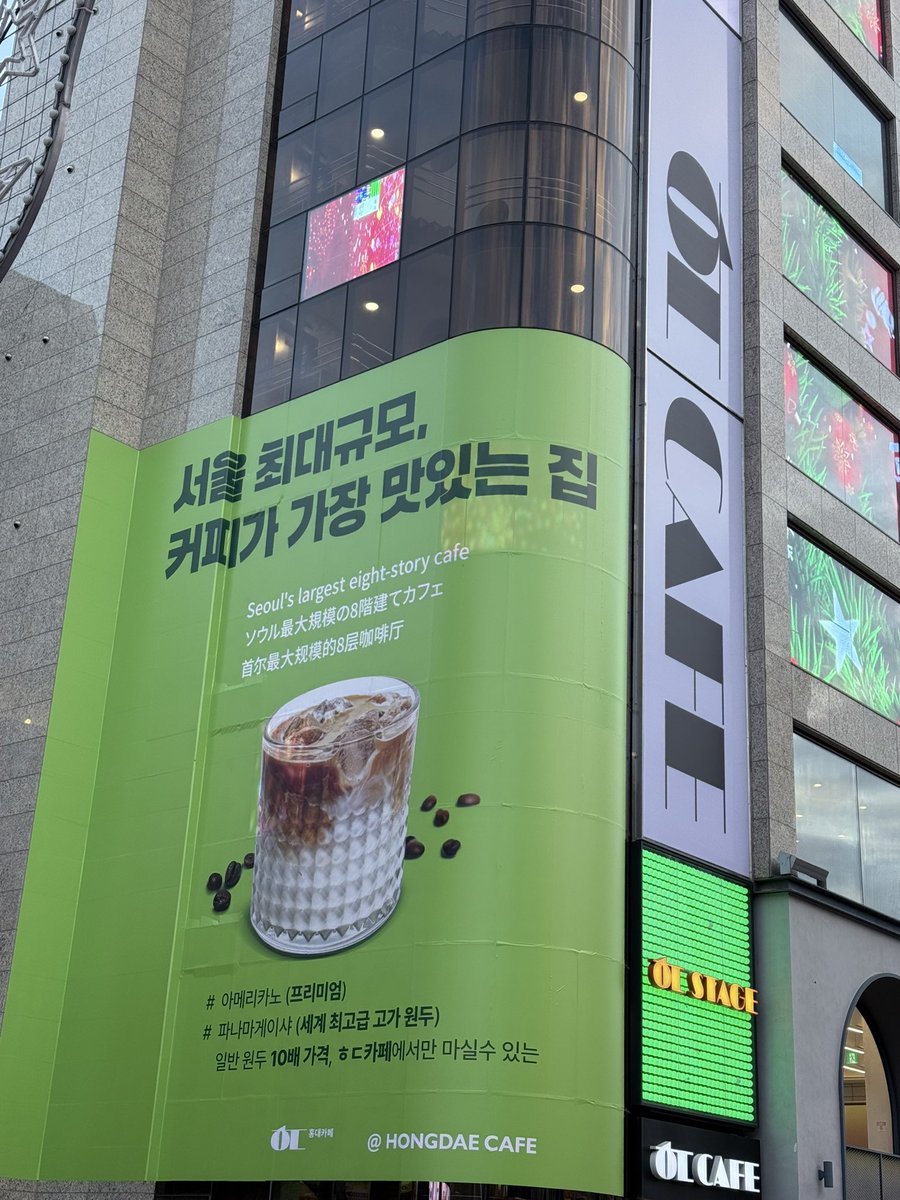 서울 최대규모,
커피가 가장 맛있는 집
Seoul's largest eight-story cafe
ソウル最大規模の8階建てカフェ
首尔最大规模的8层咖啡厅
# 아메리카노 (프리미엄)
# 파나마게이샤 (세계 최고급 고가 원두)
일반 원두 10배 가격, ㅎㄷ카페에서만 마실수 있는
ㅎㄷ 홍대카페
@ HONGDAE CAFE
ㅎㄷ CAFE
ㅎㄷ STAGE
ㅎㄷ CAFE